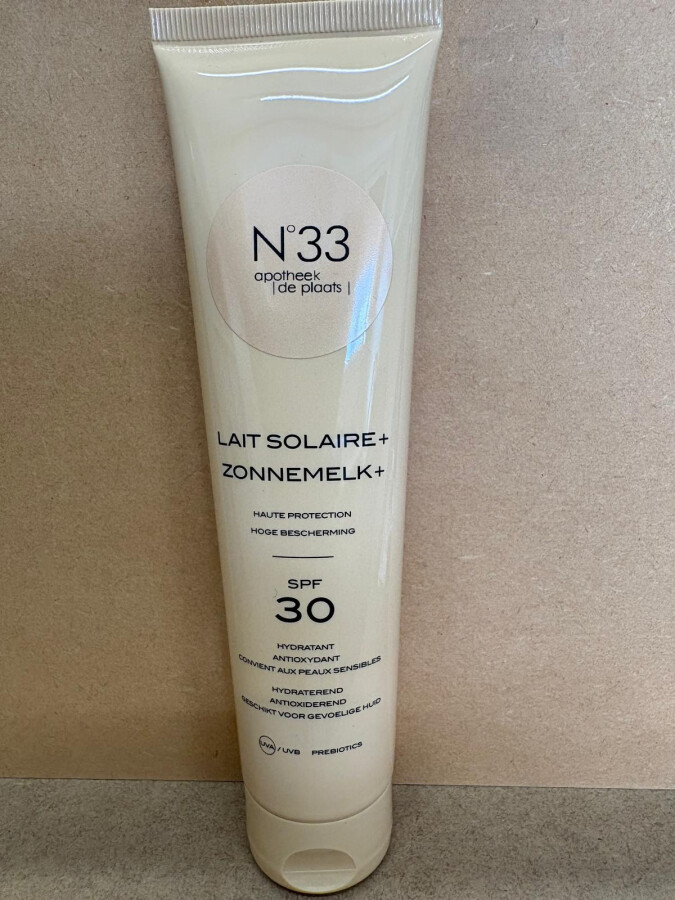 N°33
apotheek
|de plaats|
LAIT SOLAIRE+
ZONNEMELK+
HAUTE PROTECTION
HOGE BESCHERMING
SPF
30
HYDRATANT
ANTIOXYDANT
CONVIENT AUX PEAUX SENSIBLES
HYDRATEREND
ANTIOXIDEREND
GESCHIKT VOOR GEVOELIGE HUID
UVA / UVB PREBIOTICS